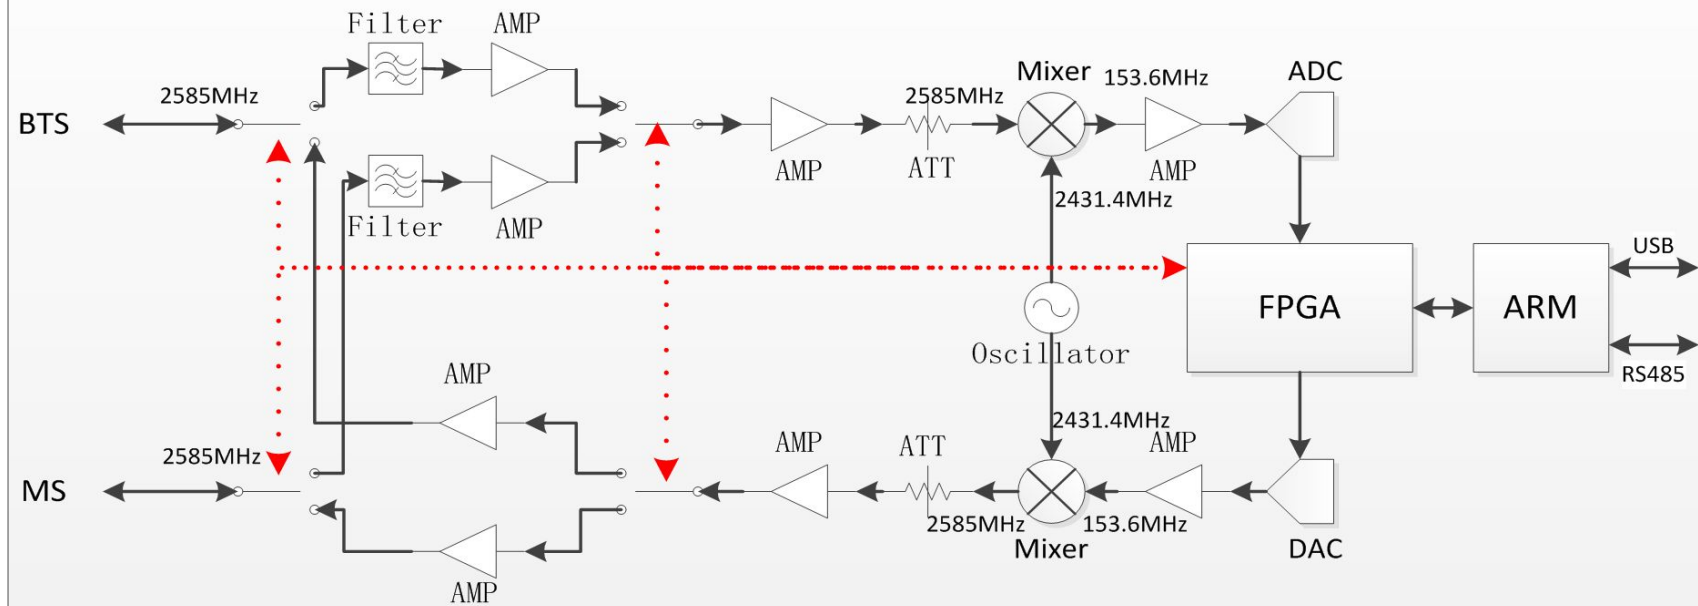 Filter
AMP
2585MHz
BTS
Filter
AMP
AMP
2585MHz
ATT
Mixer
153.6MHz
AMP
ADC
2431.4MHz
Oscillator
FPGA
ARM
USB
RS485
2431.4MHz
AMP
2585MHz
MS
AMP
AMP
ATT
2585MHz
Mixer
153.6MHz
AMP
DAC